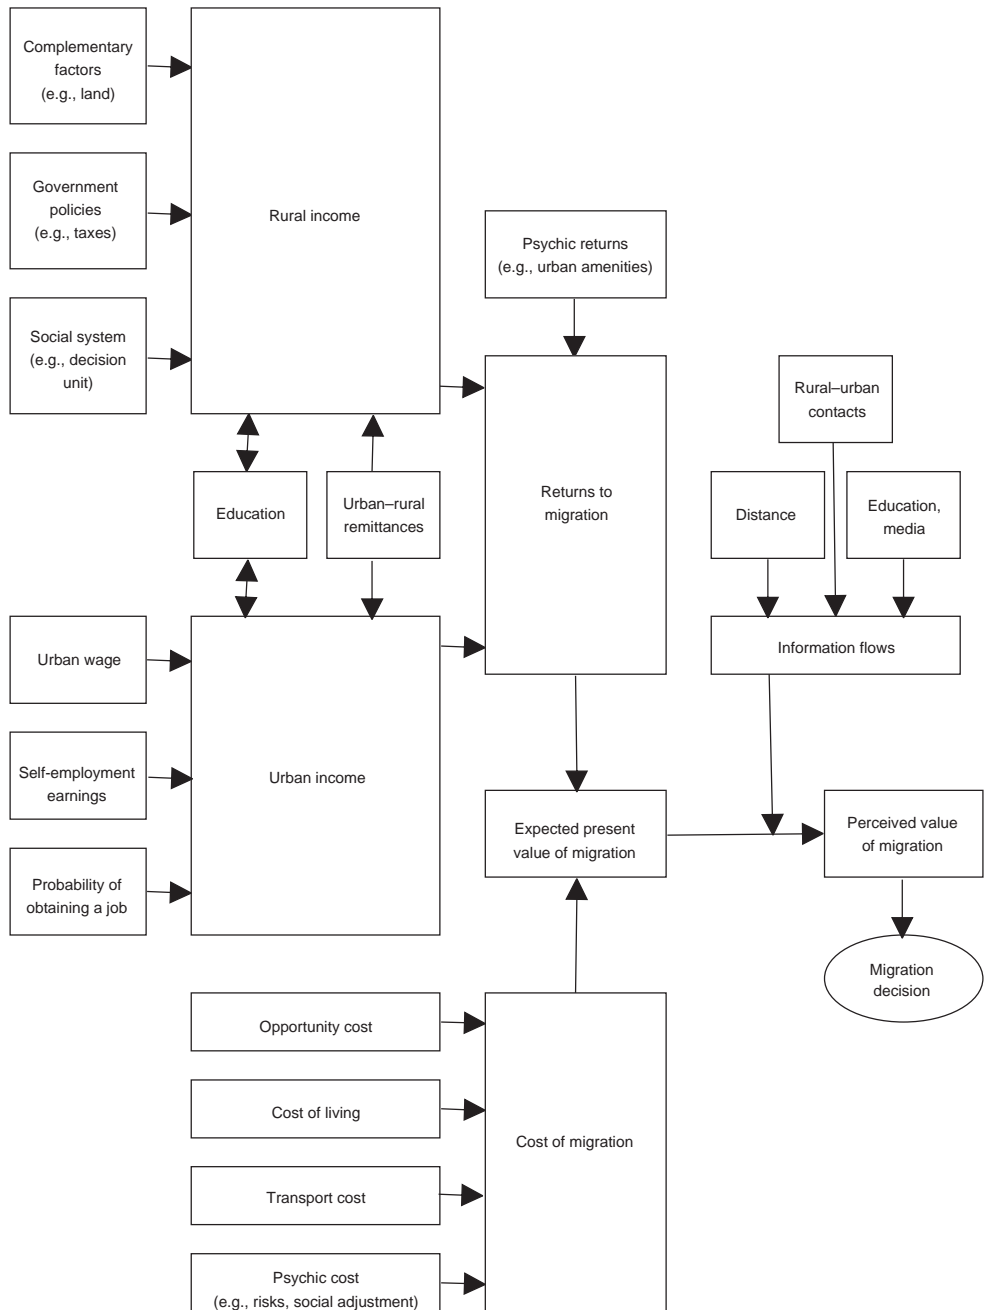 Complementary
factors
(e.g., land)
Government
policies
(e.g., taxes)
Social system
(e.g., decision
unit)
Rural income
Psychic returns
(e.g., urban amenities)
Rural–urban
contacts
Education
Urban–rural
remittances
Returns to
migration
Distance
Education,
media
Information flows
Urban wage
Self-employment
earnings
Probability of
obtaining a job
Urban income
Expected present
value of migration
Perceived value
of migration
Migration
decision
Opportunity cost
Cost of living
Transport cost
Psychic cost
(e.g., risks, social adjustment)
Cost of migration